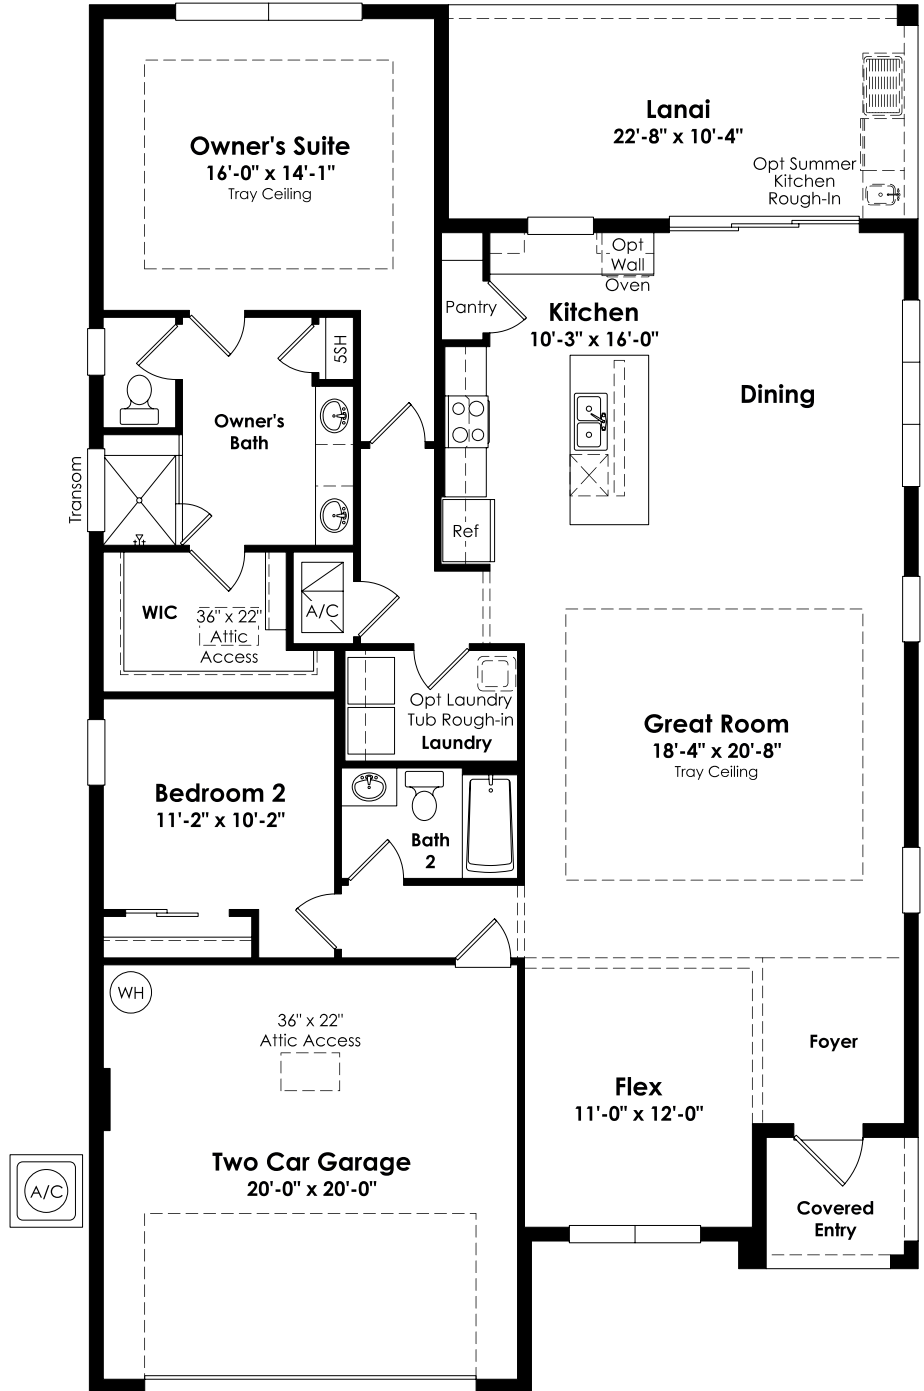 Lanai
22'-8" x 10'-4"
Opt Summer
Kitchen
Rough-In
Owner's Suite
16'-0" x 14'-1"
Tray Ceiling
Opt
Wall
Oven
Pantry
Kitchen
10'-3" x 16'-0"
5SH
Dining
Owner's
Bath
Transom
Ref
WIC
36" x 22"
Attic
Access
A/C
Opt Laundry
Tub Rough-in
Laundry
Great Room
18'-4" x 20'-8"
Tray Ceiling
Bedroom 2
11'-2" x 10'-2"
Bath
2
WH
36" x 22"
Attic Access
Foyer
Flex
11'-0" x 12'-0"
Two Car Garage
20'-0" x 20'-0"
A/C
Covered
Entry